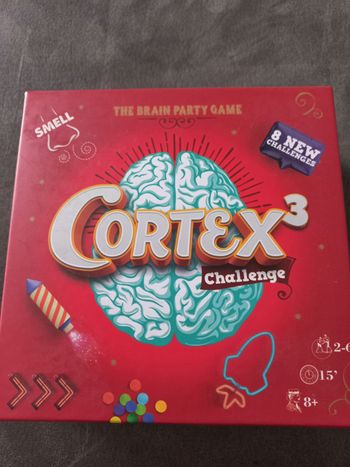 THE BRAIN PARTY GAME
SMELL
8 NEW
CHALLENGES
CORTEX3
Challenge
2-6
15'
8+